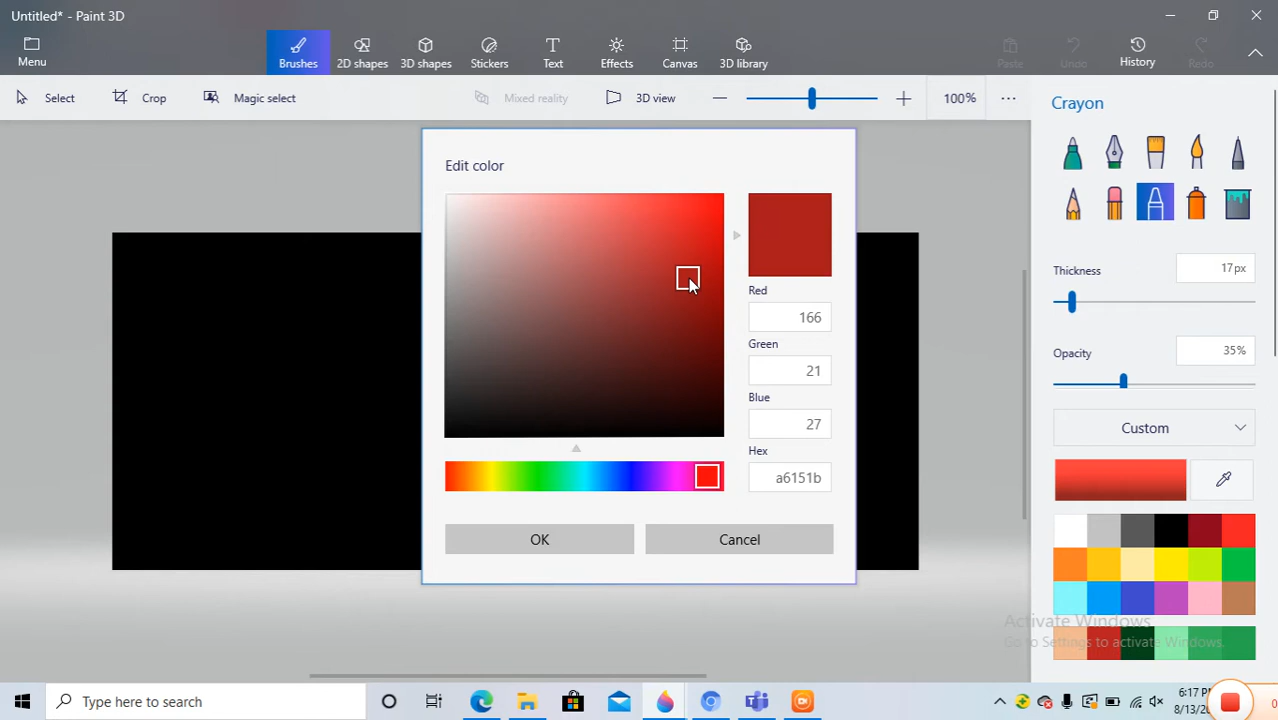 Untitled* - Paint 3D
Menu
Brushes
2D shapes
3D shapes
Stickers
Text
Effects
Canvas
3D library
Paste
Undo
History
Redo
Select
Crop
Magic select
Mixed reality
3D view
100%
Crayon
Edit color
Thickness
17px
Red
166
Green
21
Opacity
35%
Blue
27
Custom
Hex
a6151b
OK
Cancel
Activate Windows
Go to Settings to activate Windows.
Type here to search
6:17 PM
8/13/20